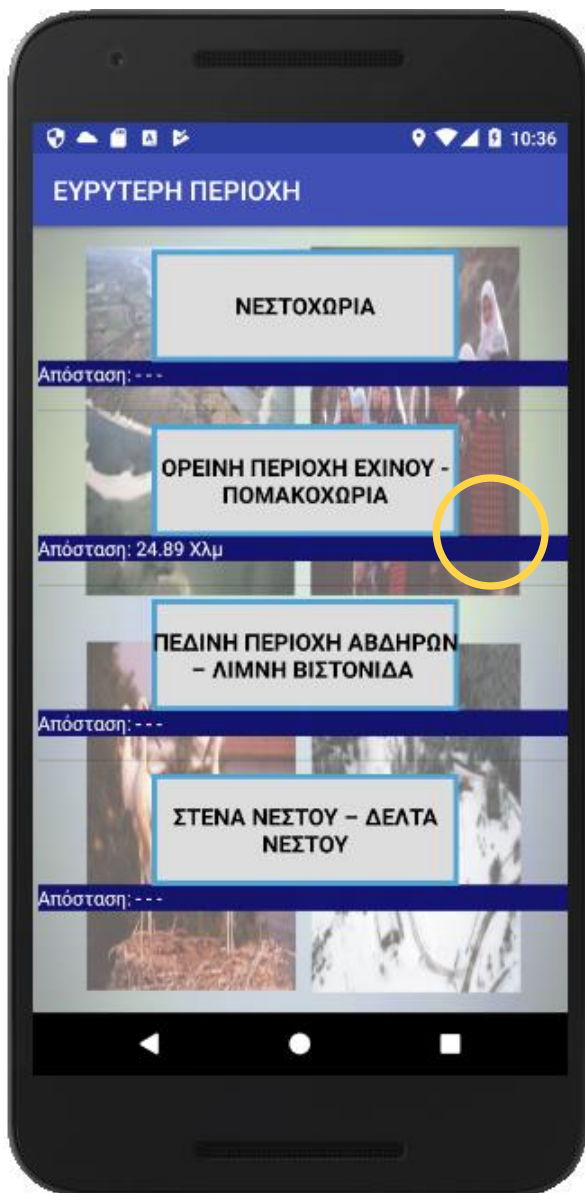 10:36
ΕΥΡΥΤΕΡΗ ΠΕΡΙΟΧΗ
ΝΕΣΤΟΧΩΡΙΑ
Απόσταση: - - -
ΟΡΕΙΝΗ ΠΕΡΙΟΧΗ ΕΧΙΝΟΥ -
ΠΟΜΑΚΟΧΩΡΙΑ
Απόσταση: 24.89 Χλμ
ΠΕΔΙΝΗ ΠΕΡΙΟΧΗ ΑΒΔΗΡΩΝ
– ΛΙΜΝΗ ΒΙΣΤΟΝΙΔΑ
Απόσταση: - - -
ΣΤΕΝΑ ΝΕΣΤΟΥ – ΔΕΛΤΑ
ΝΕΣΤΟΥ
Απόσταση: - - -